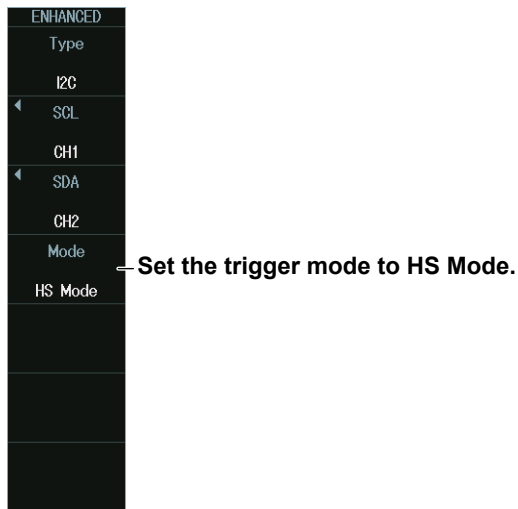 ENHANCED
Type
I2C
SCL
CH1
SDA
CH2
Mode
HS Mode
Set the trigger mode to HS Mode.